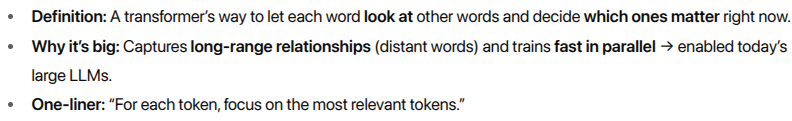 • Definition: A transformer’s way to let each word look at other words and decide which ones matter right now.
• Why it’s big: Captures long-range relationships (distant words) and trains fast in parallel → enabled today’s
large LLMs.
• One-liner: “For each token, focus on the most relevant tokens.”